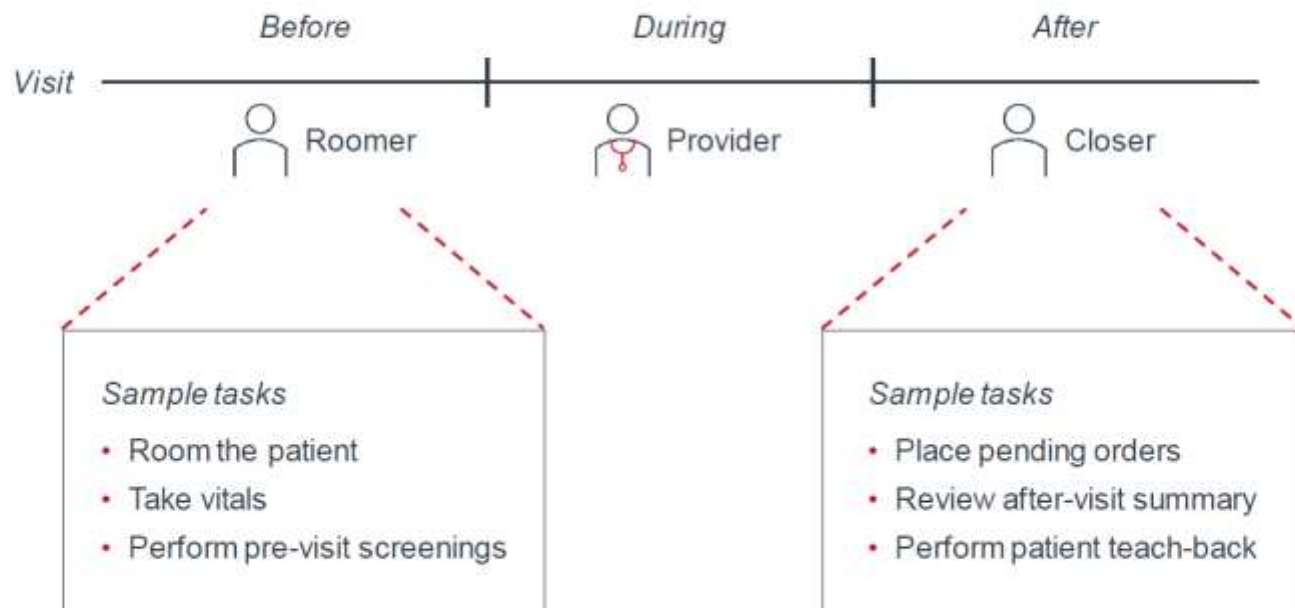 Before
During
After
Visit
Roomer
Provider
Closer
Sample tasks
• Room the patient
• Take vitals
• Perform pre-visit screenings
Sample tasks
• Place pending orders
• Review after-visit summary
• Perform patient teach-back